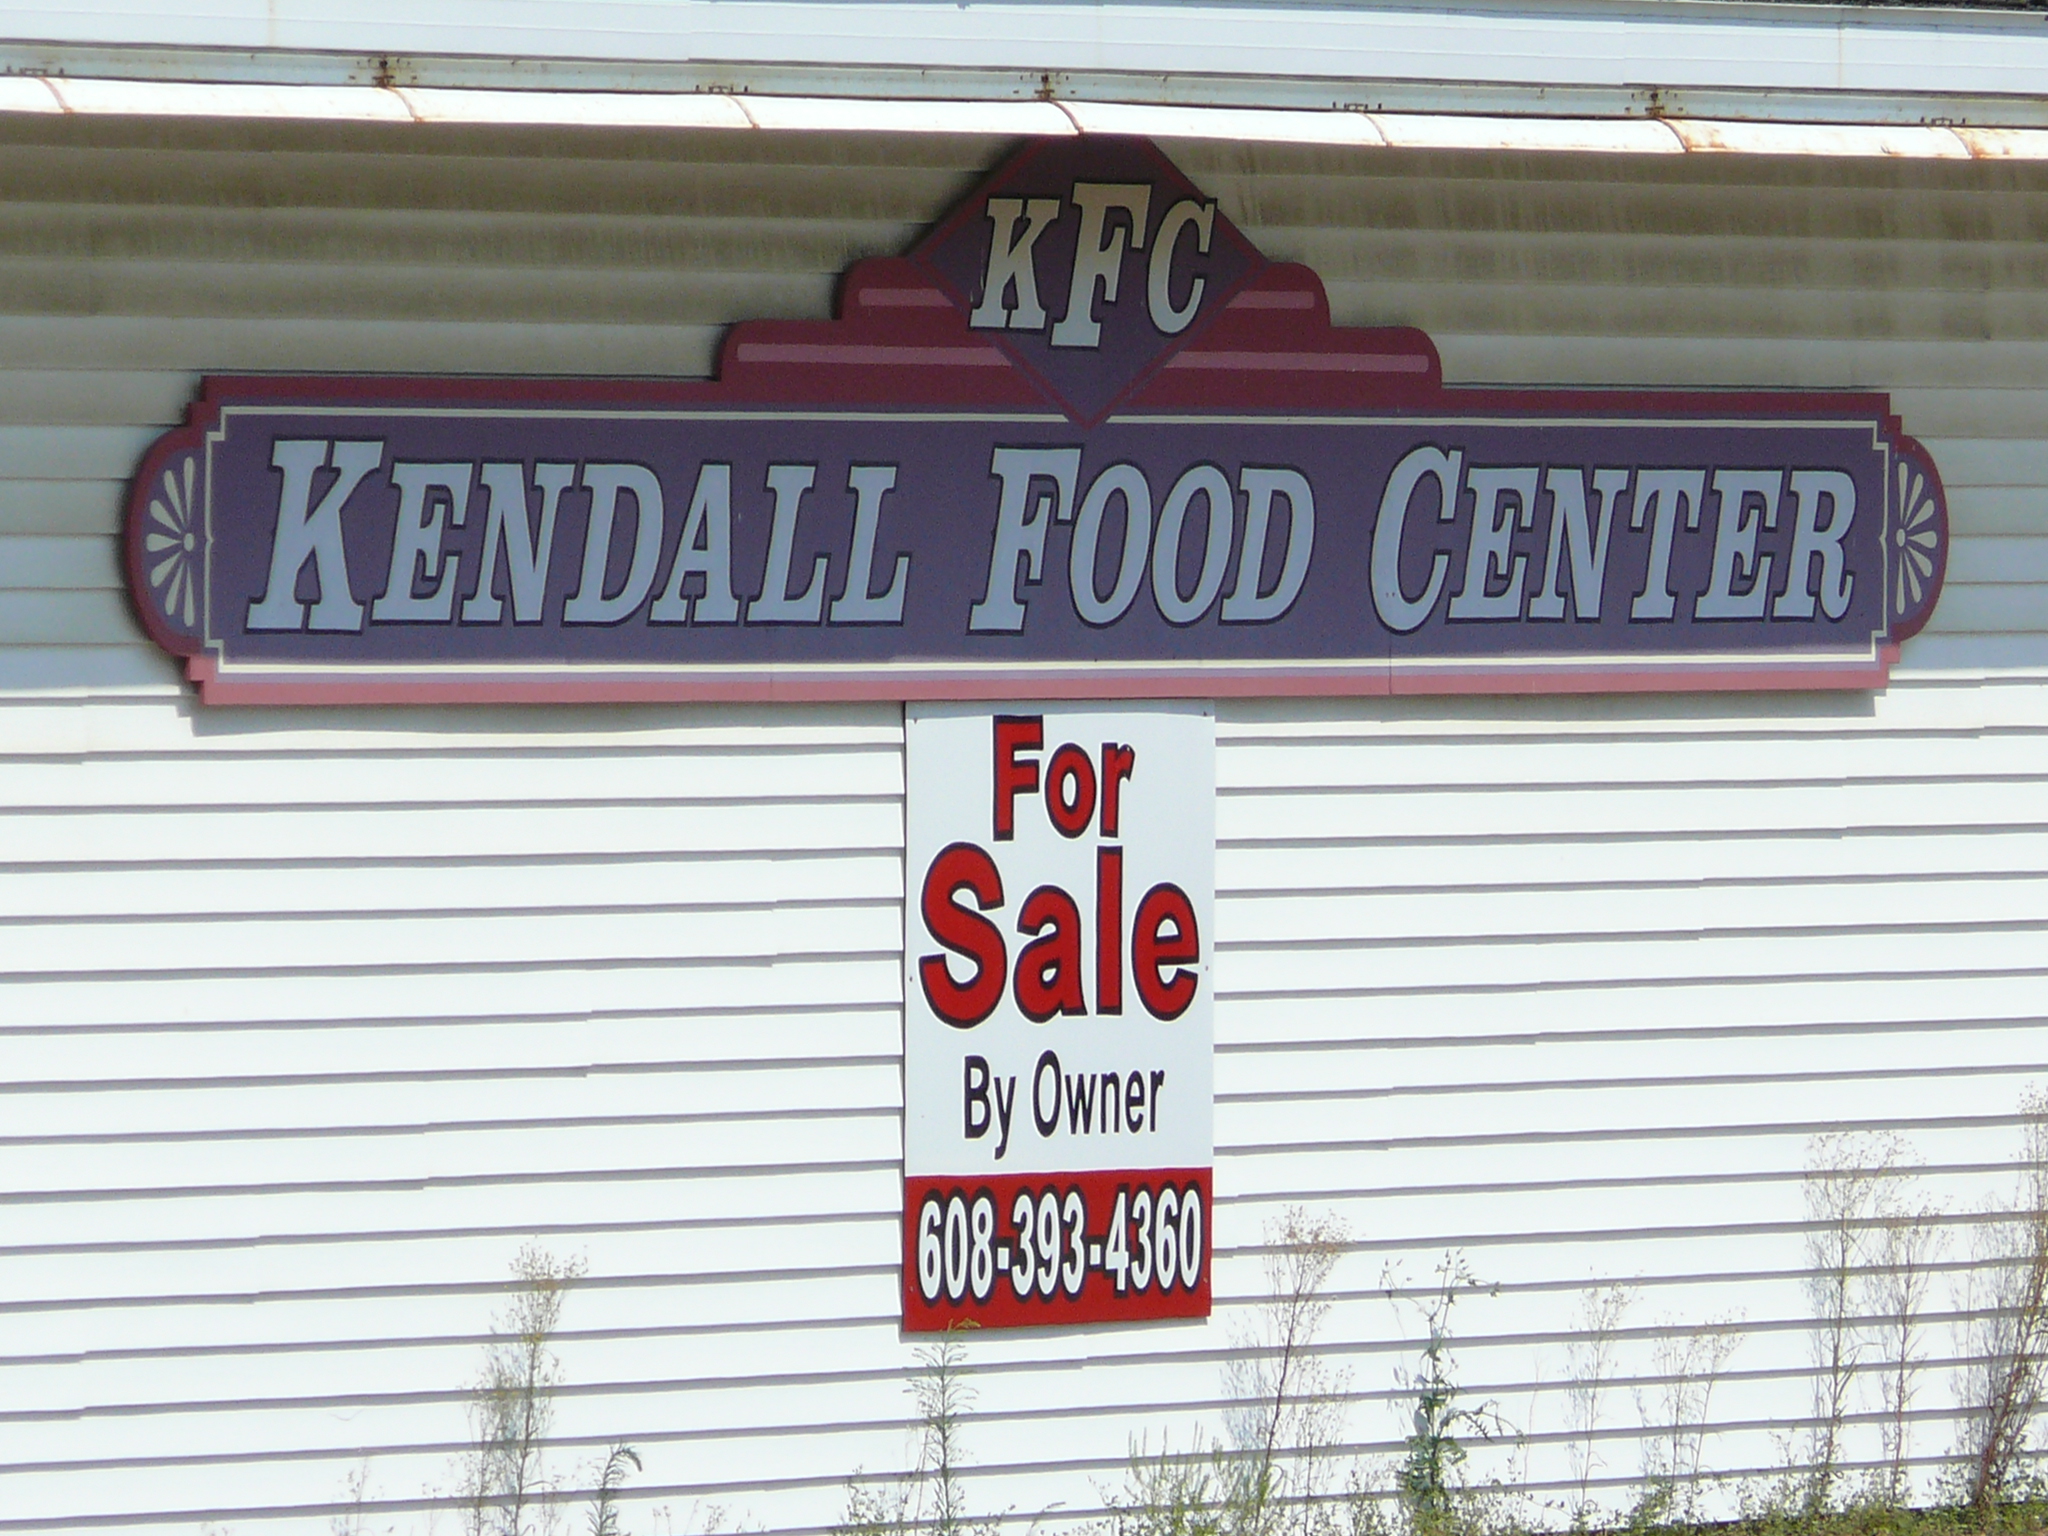 KFC
KENDALL FOOD CENTER
For
Sale
By Owner
608-393-4360